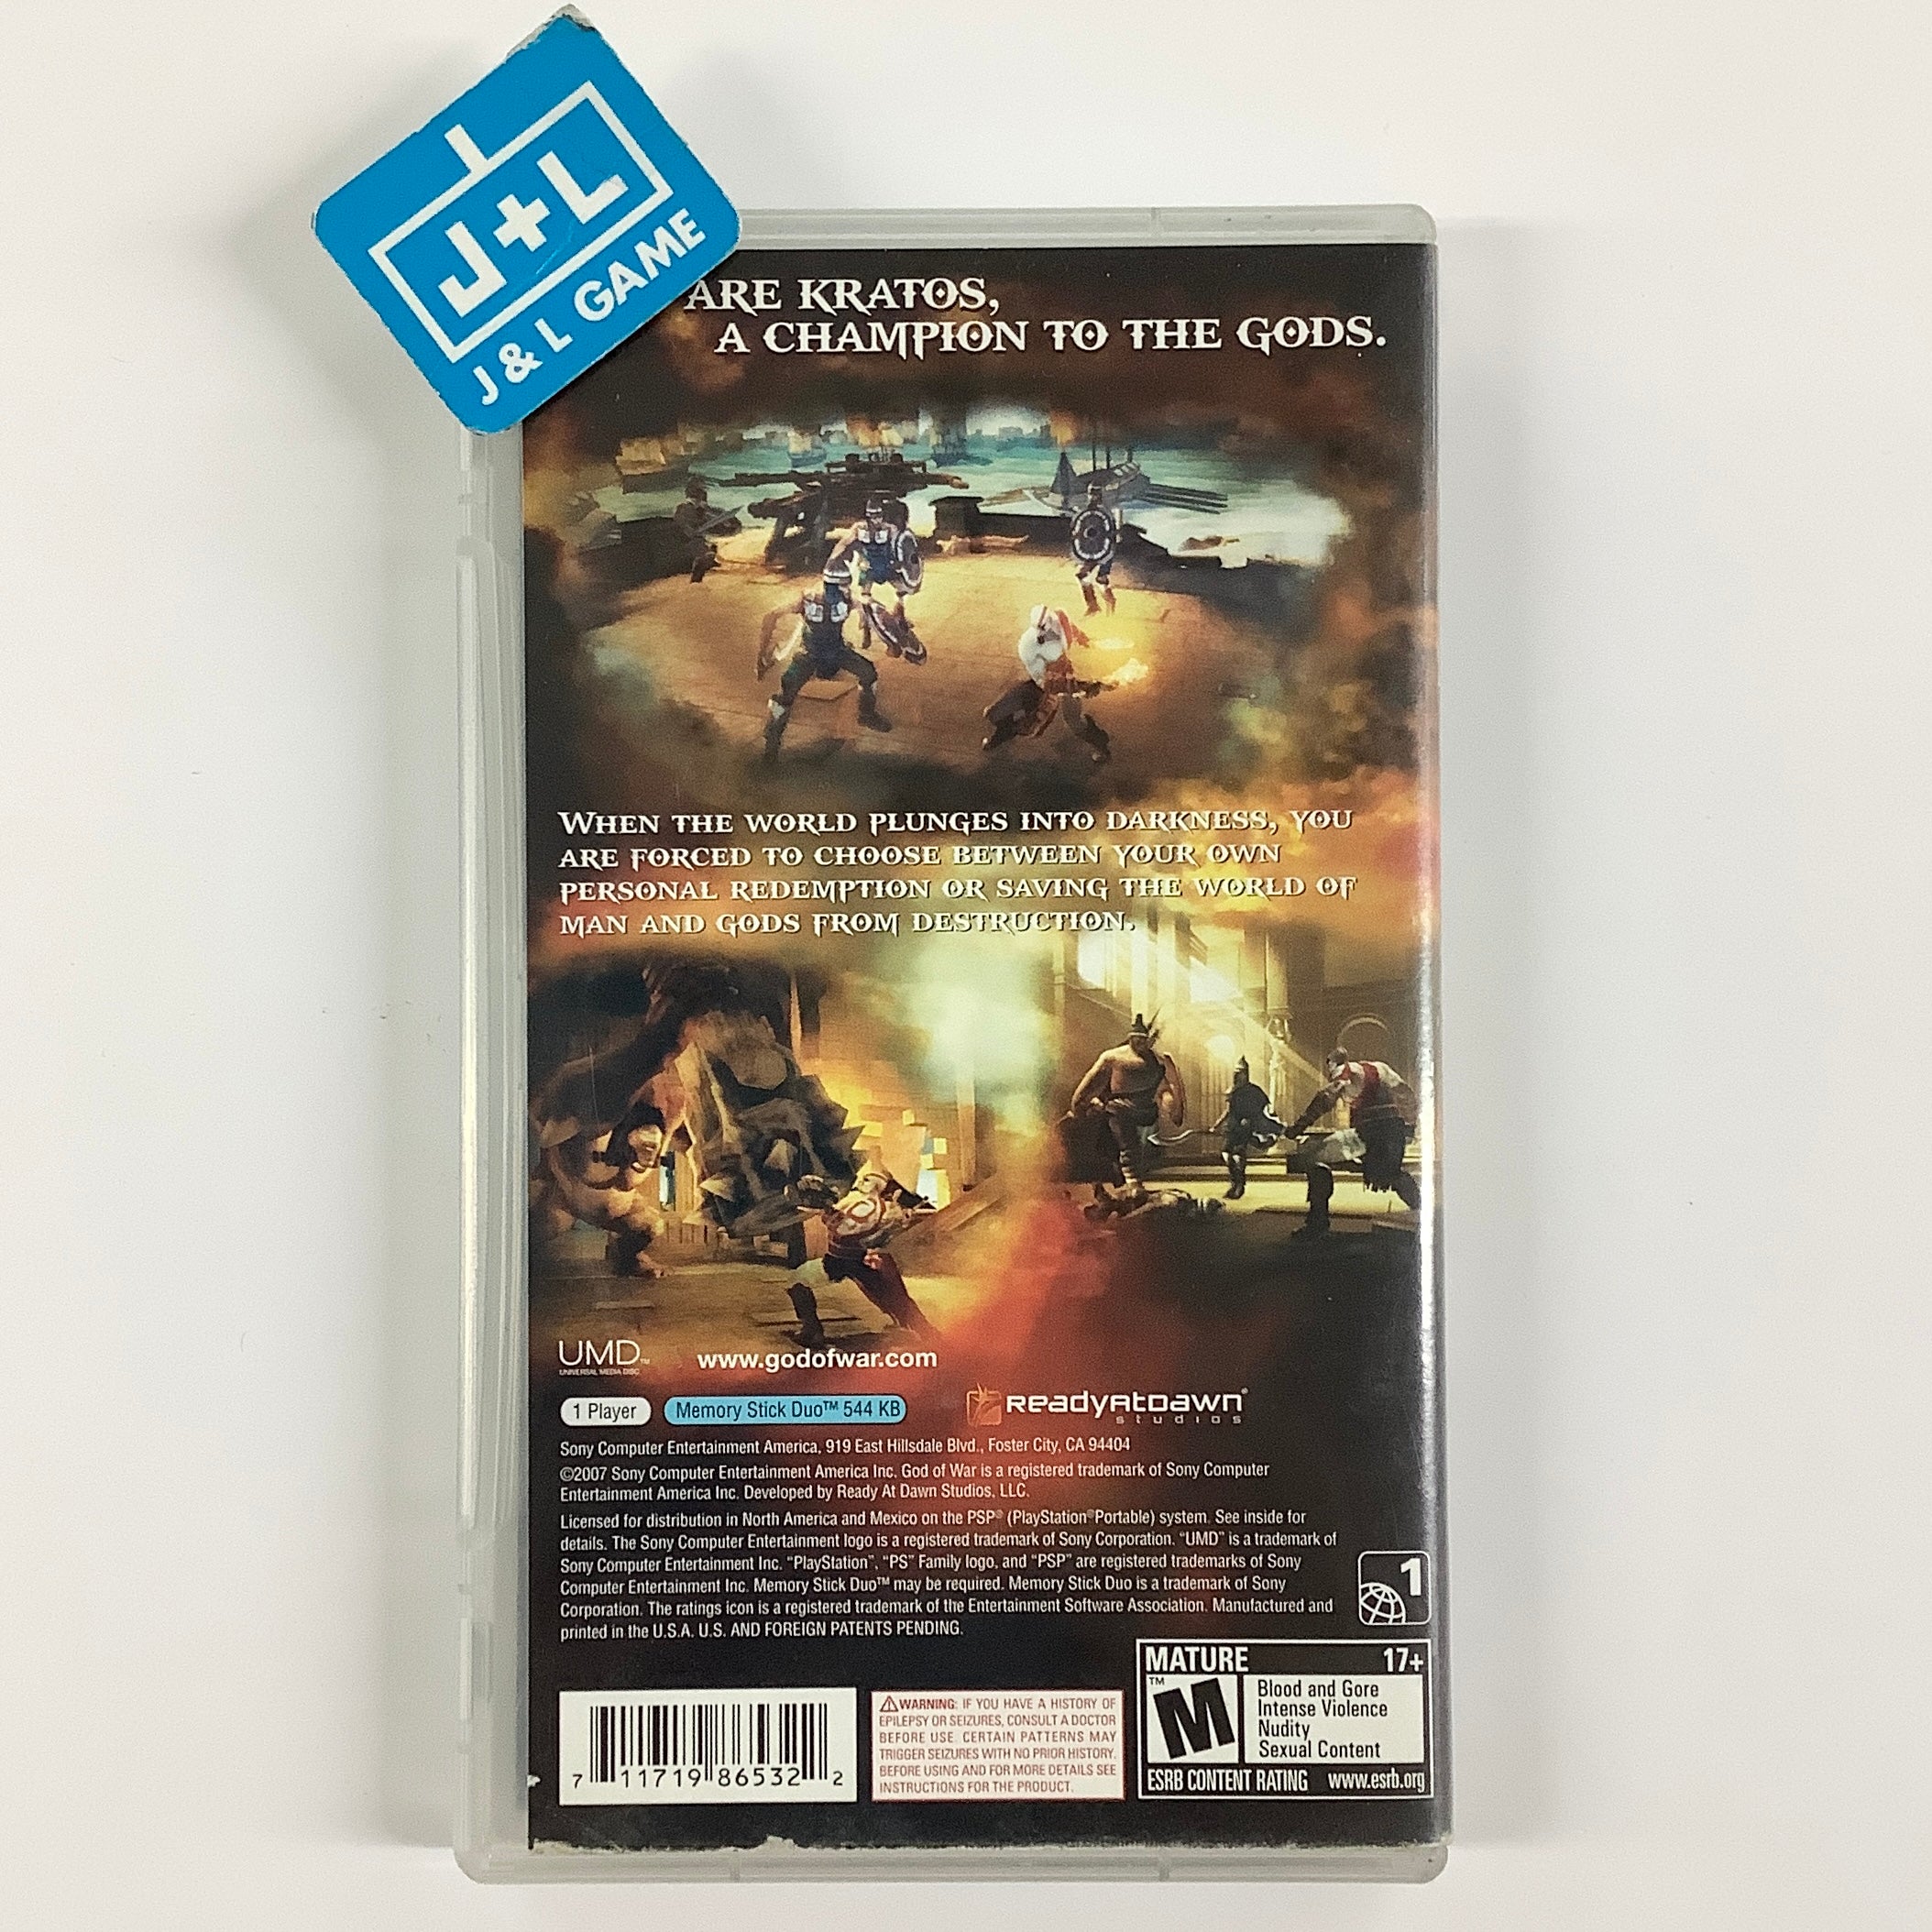 J+L
J & L GAME
ARE KRATOS,
A CHAMPION TO THE GODS.
WHEN THE WORLD PLUNGES INTO DARKNESS, YOU
ARE FORCED TO CHOOSE BETWEEN YOUR OWN
PERSONAL REDEMPTION OR SAVING THE WORLD OF
MAN AND GODS FROM DESTRUCTION.
UMD™
UNIVERSAL MEDIA DISC
www.godofwar.com
1 Player
Memory Stick Duo™ 544 KB
ReadyAtDawn®
studios
Sony Computer Entertainment America, 919 East Hillsdale Blvd., Foster City, CA 94404
©2007 Sony Computer Entertainment America Inc. God of War is a registered trademark of Sony Computer
Entertainment America Inc. Developed by Ready At Dawn Studios, LLC.
Licensed for distribution in North America and Mexico on the PSP® (PlayStation®Portable) system. See inside for
details. The Sony Computer Entertainment logo is a registered trademark of Sony Corporation. “UMD” is a trademark of
Sony Computer Entertainment Inc. “PlayStation”, “PS” Family logo, and “PSP” are registered trademarks of Sony
Computer Entertainment Inc. Memory Stick Duo™ may be required. Memory Stick Duo is a trademark of Sony
Corporation. The ratings icon is a registered trademark of the Entertainment Software Association. Manufactured and
printed in the U.S.A. U.S. AND FOREIGN PATENTS PENDING.
1
MATURE 17+
™
M
Blood and Gore
Intense Violence
Nudity
Sexual Content
ESRB CONTENT RATING www.esrb.org
7 11719 86532 2
⚠WARNING: IF YOU HAVE A HISTORY OF
EPILEPSY OR SEIZURES, CONSULT A DOCTOR
BEFORE USE. CERTAIN PATTERNS MAY
TRIGGER SEIZURES WITH NO PRIOR HISTORY.
BEFORE USING AND FOR MORE DETAILS SEE
INSTRUCTIONS FOR THE PRODUCT.